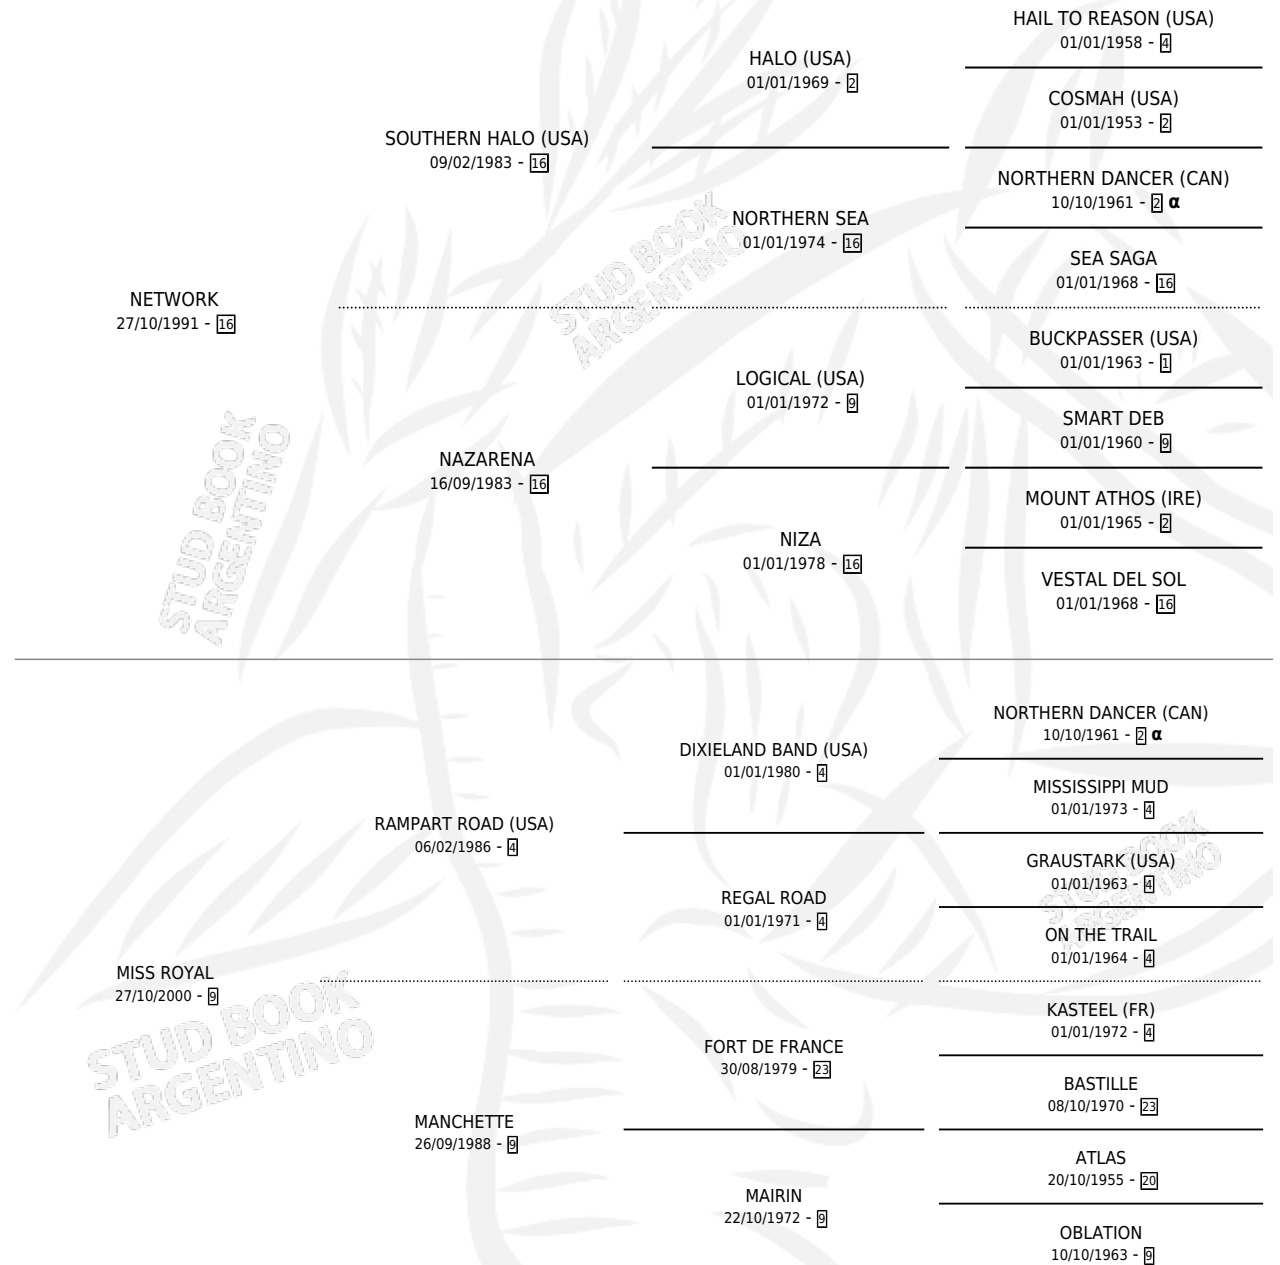 HAIL TO REASON (USA)
01/01/1958 - 4
HALO (USA)
01/01/1969 - 2
COSMAH (USA)
01/01/1953 - 2
SOUTHERN HALO (USA)
09/02/1983 - 16
NORTHERN DANCER (CAN)
10/10/1961 - 2 α
NORTHERN SEA
01/01/1974 - 16
SEA SAGA
01/01/1968 - 16
NETWORK
27/10/1991 - 16
BUCKPASSER (USA)
01/01/1963 - 1
LOGICAL (USA)
01/01/1972 - 9
SMART DEB
01/01/1960 - 9
NAZARENA
16/09/1983 - 16
MOUNT ATHOS (IRE)
01/01/1965 - 2
NIZA
01/01/1978 - 16
VESTAL DEL SOL
01/01/1968 - 16
STUD BOOK
ARGENTINO
STUD BOOK
ARGENTINO
NORTHERN DANCER (CAN)
10/10/1961 - 2 α
DIXIELAND BAND (USA)
01/01/1980 - 4
MISSISSIPPI MUD
01/01/1973 - 4
RAMPART ROAD (USA)
06/02/1986 - 4
GRAUSTARK (USA)
01/01/1963 - 4
REGAL ROAD
01/01/1971 - 4
ON THE TRAIL
01/01/1964 - 4
MISS ROYAL
27/10/2000 - 9
KASTEEL (FR)
01/01/1972 - 4
FORT DE FRANCE
30/08/1979 - 23
BASTILLE
08/10/1970 - 23
MANCHETTE
26/09/1988 - 9
ATLAS
20/10/1955 - 20
MAIRIN
22/10/1972 - 9
OBLATION
10/10/1963 - 9
STUD BOOK
ARGENTINO
STUD BOOK
ARGENTINO